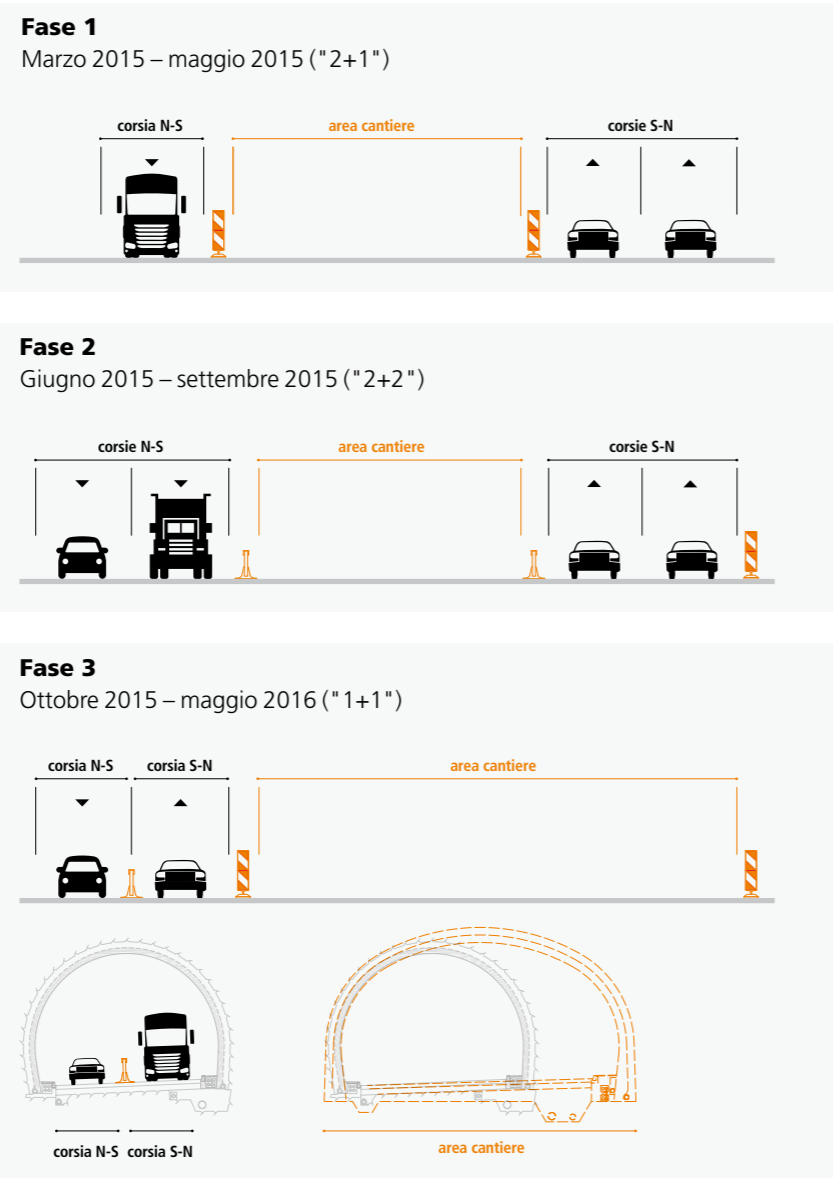 Fase 1
Marzo 2015 – maggio 2015 ("2+1")
corsia N-S area cantiere corsie S-N
Fase 2
Giugno 2015 – settembre 2015 ("2+2")
corsie N-S area cantiere corsie S-N
Fase 3
Ottobre 2015 – maggio 2016 ("1+1")
corsia N-S corsia S-N area cantiere
corsia N-S corsia S-N area cantiere